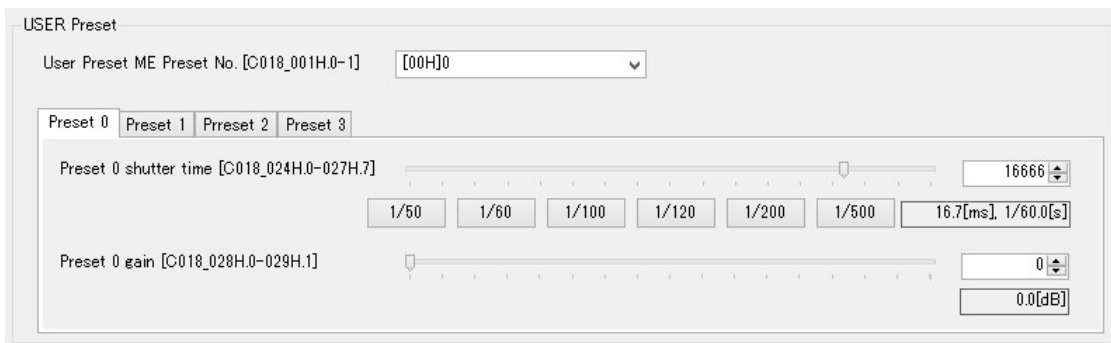 USER Preset
User Preset ME Preset No. [C018_001H.0-1] [00H]0
Preset 0 Preset 1 Prreset 2 Preset 3
Preset 0 shutter time [C018_024H.0-027H.7] 16666
1/50 1/60 1/100 1/120 1/200 1/500 16.7[ms], 1/60.0[s]
Preset 0 gain [C018_028H.0-029H.1] 0
0.0[dB]